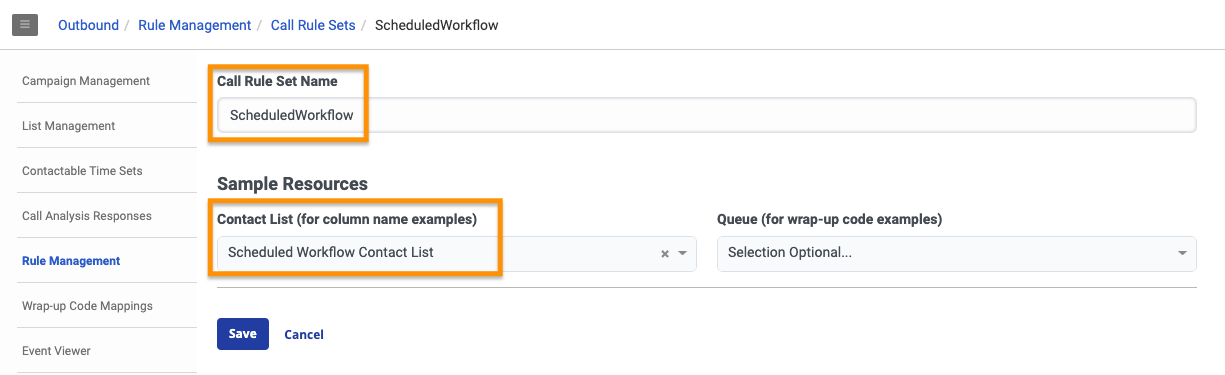 Outbound / Rule Management / Call Rule Sets / ScheduledWorkflow
Campaign Management
List Management
Contactable Time Sets
Call Analysis Responses
Rule Management
Wrap-up Code Mappings
Event Viewer
Call Rule Set Name
ScheduledWorkflow
Sample Resources
Contact List (for column name examples)
Scheduled Workflow Contact List
Queue (for wrap-up code examples)
Selection Optional...
Save Cancel